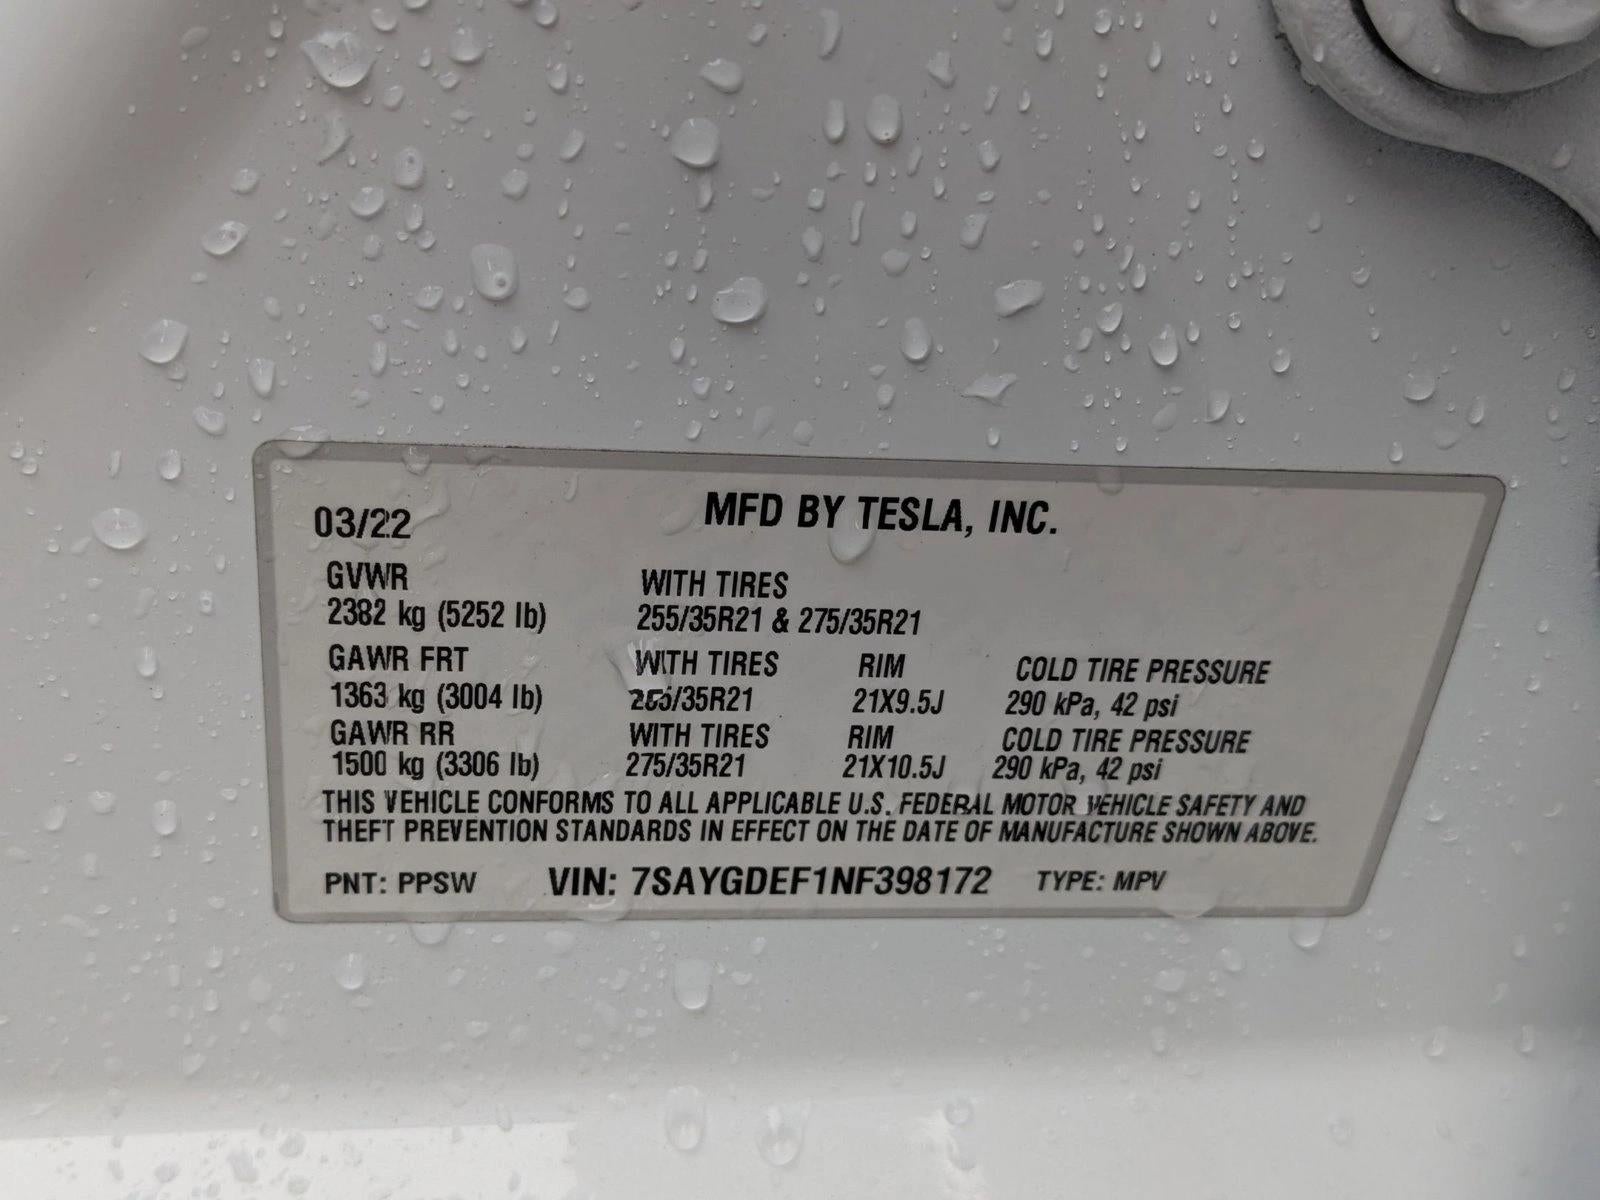 03/22 MFD BY TESLA, INC.
GVWR WITH TIRES
2382 kg (5252 lb) 255/35R21 & 275/35R21
GAWR FRT WITH TIRES RIM COLD TIRE PRESSURE
1363 kg (3004 lb) 255/35R21 21X9.5J 290 kPa, 42 psi
GAWR RR WITH TIRES RIM COLD TIRE PRESSURE
1500 kg (3306 lb) 275/35R21 21X10.5J 290 kPa, 42 psi
THIS VEHICLE CONFORMS TO ALL APPLICABLE U.S. FEDERAL MOTOR VEHICLE SAFETY AND
THEFT PREVENTION STANDARDS IN EFFECT ON THE DATE OF MANUFACTURE SHOWN ABOVE.
PNT: PPSW VIN: 7SAYGDEF1NF398172 TYPE: MPV